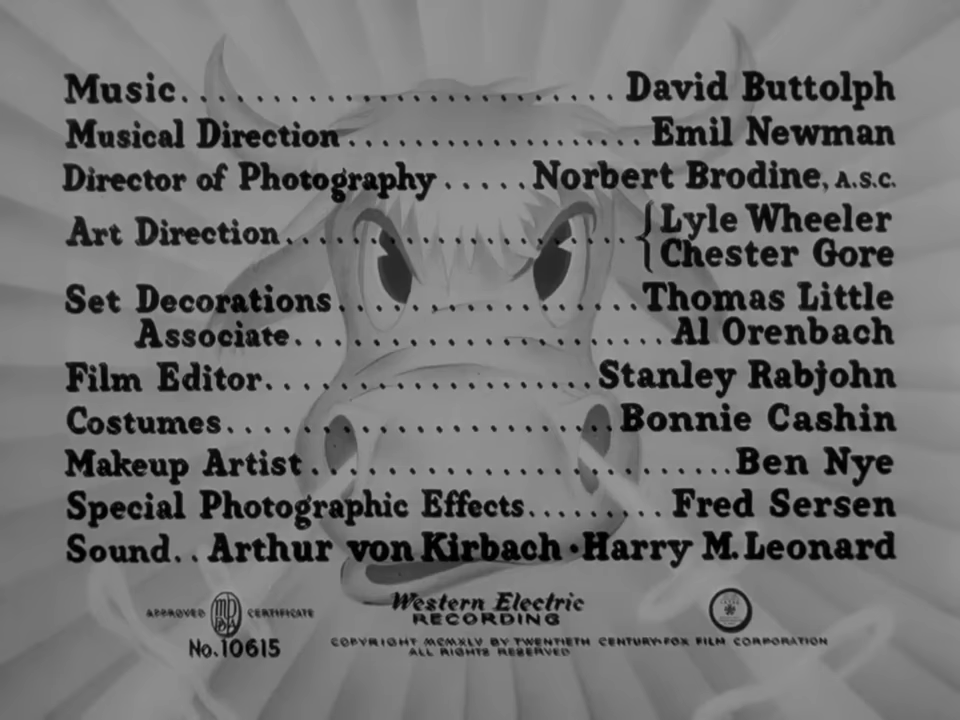 Music........................David Buttolph
Musical Direction..................Emil Newman
Director of Photography.....Norbert Brodine, A.S.C.
Art Direction......................{Lyle Wheeler
{Chester Gore
Set Decorations..................Thomas Little
Associate......................Al Orenbach
Film Editor....................Stanley Rabjohn
Costumes........................Bonnie Cashin
Makeup Artist........................Ben Nye
Special Photographic Effects.........Fred Sersen
Sound..Arthur von Kirbach•Harry M. Leonard
APPROVED MPPDA CERTIFICATE
No. 10615
Western Electric
RECORDING
COPYRIGHT MCMXLV BY TWENTIETH CENTURY-FOX FILM CORPORATION
ALL RIGHTS RESERVED